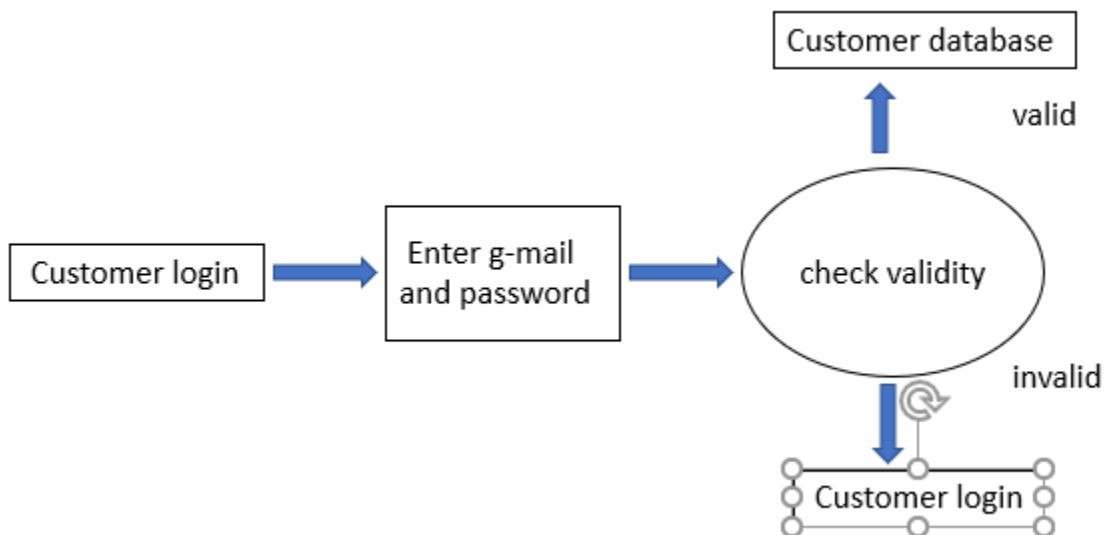 Customer database
valid
Customer login
Enter g-mail
and password
check validity
invalid
Customer login